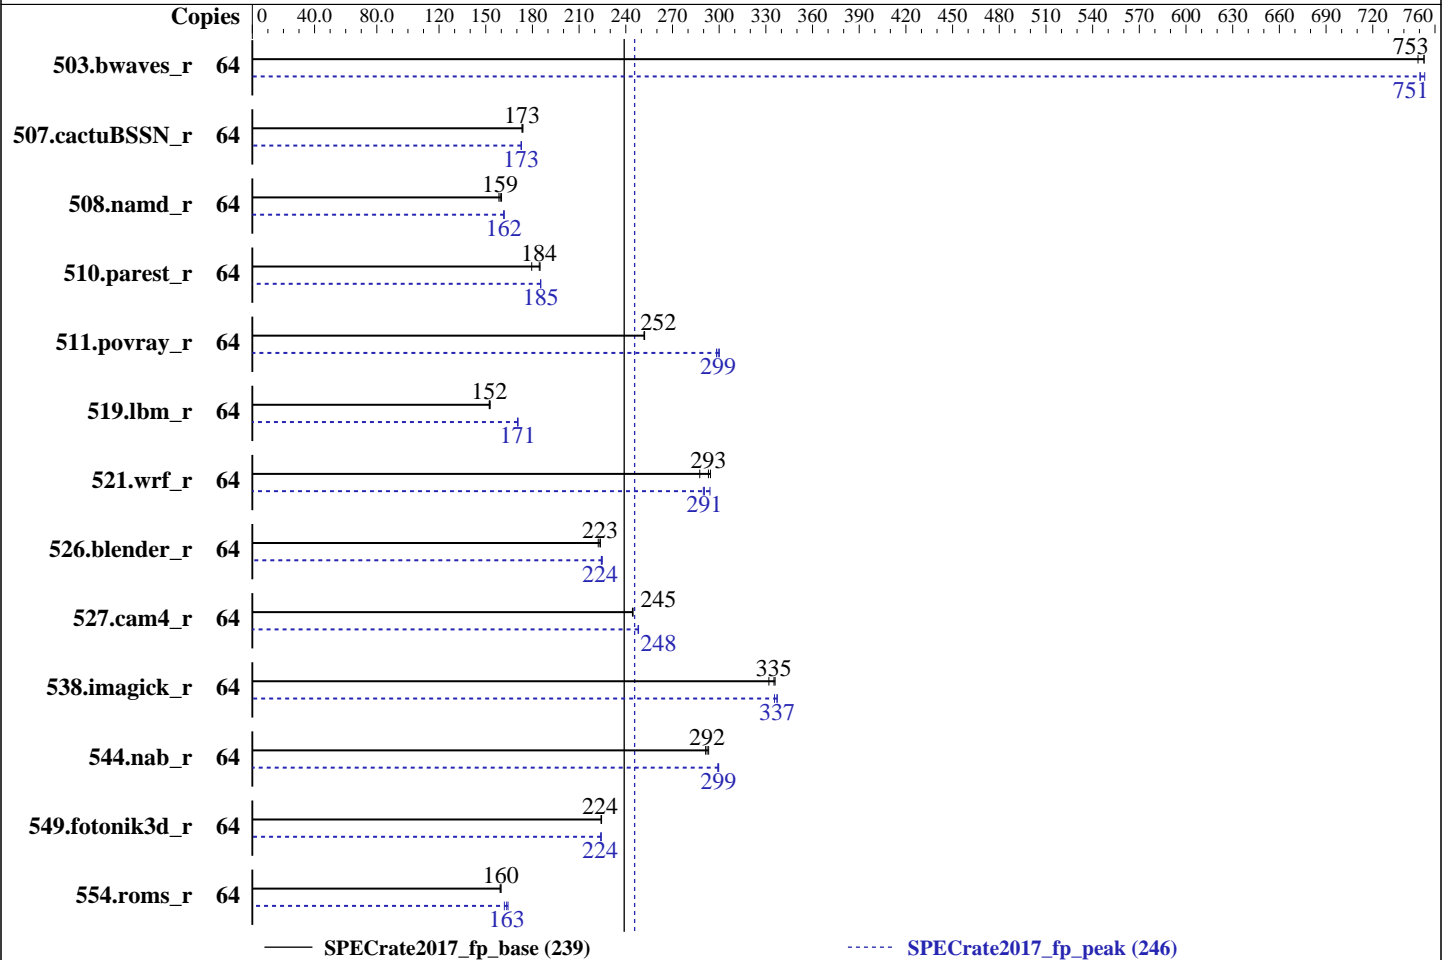 Copies 0 40.0 80.0 120 150 180 210 240 270 300 330 360 390 420 450 480 510 540 570 600 630 660 690 720 760
503.bwaves_r 64 753
751
507.cactuBSSN_r 64 173
173
508.namd_r 64 159
162
510.parest_r 64 184
185
511.povray_r 64 252
299
519.lbm_r 64 152
171
521.wrf_r 64 293
291
526.blender_r 64 223
224
527.cam4_r 64 245
248
538.imagick_r 64 335
337
544.nab_r 64 292
299
549.fotonik3d_r 64 224
224
554.roms_r 64 160
163
SPECrate2017_fp_base (239) SPECrate2017_fp_peak (246)